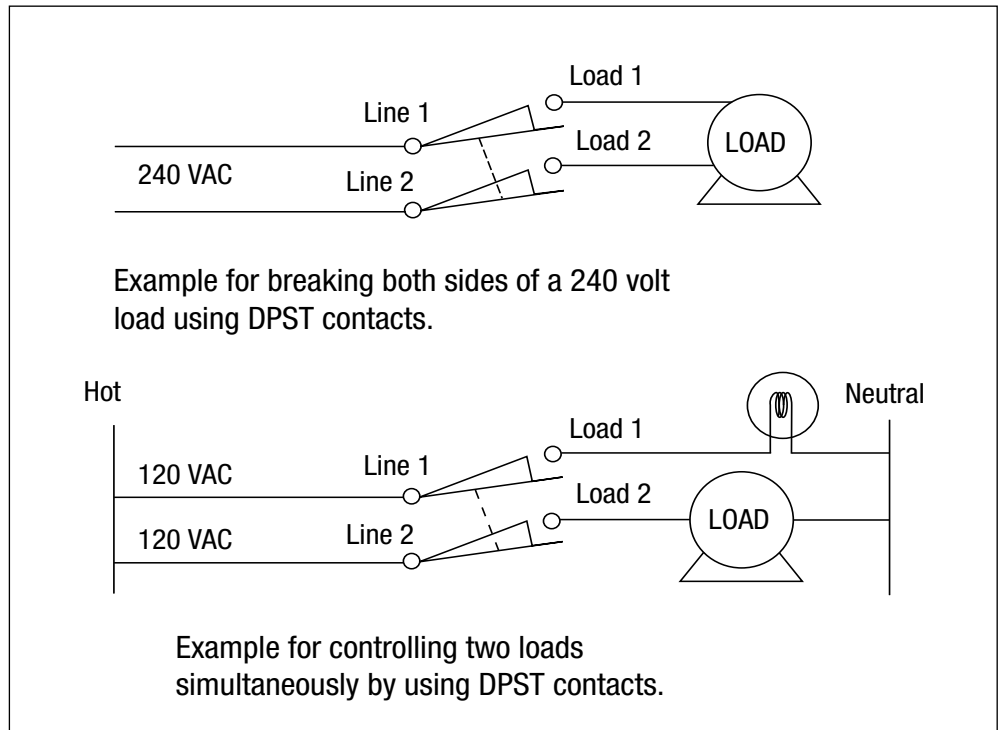 Load 1
Line 1
LOAD
Load 2
240 VAC
Line 2
Example for breaking both sides of a 240 volt
load using DPST contacts.
Hot
Neutral
Load 1
120 VAC
Line 1
Load 2
LOAD
120 VAC
Line 2
Example for controlling two loads
simultaneously by using DPST contacts.